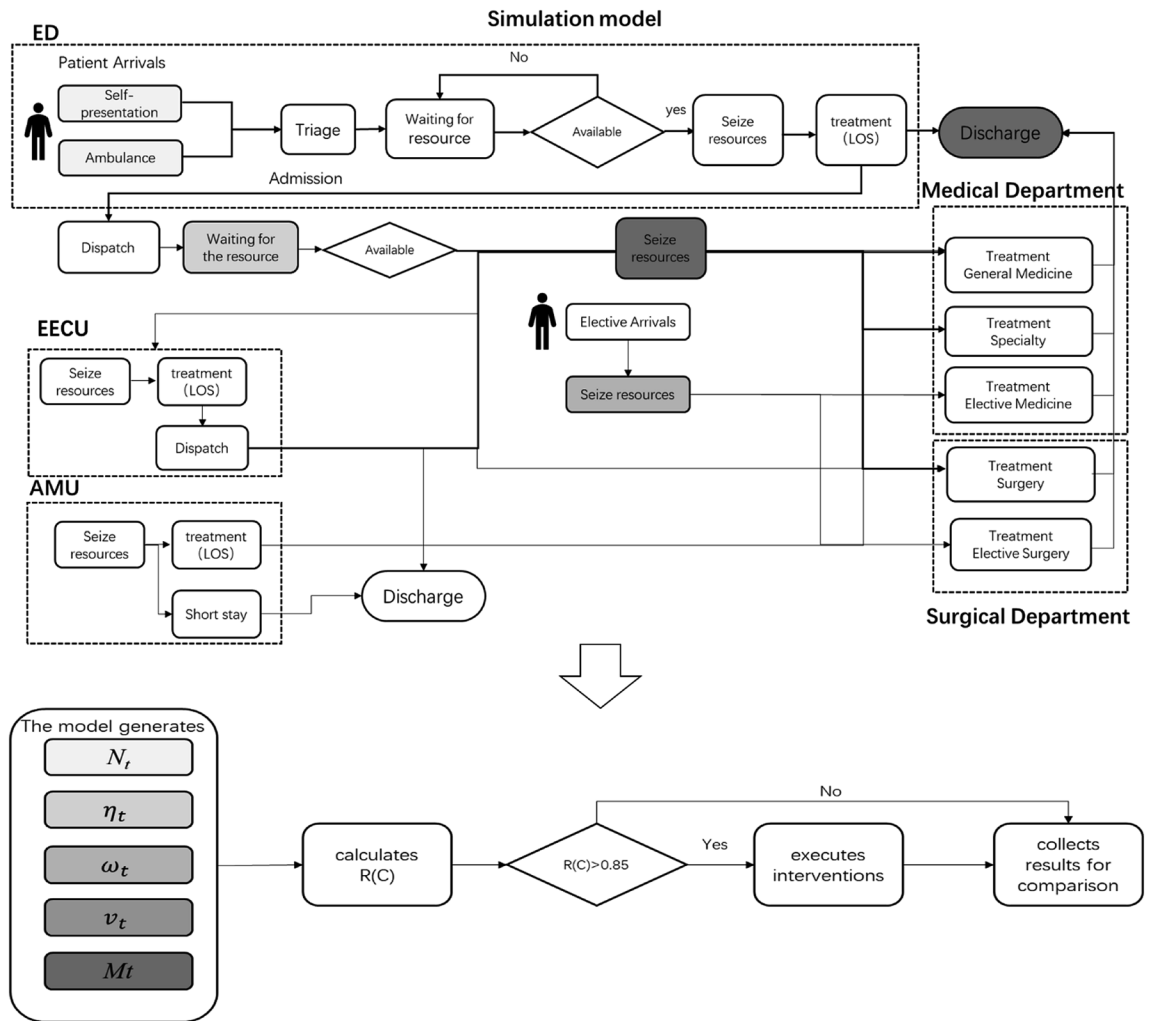 Simulation model
ED
Patient Arrivals
Self-
presentation
Ambulance
Triage
Waiting for
resource
No
Available
yes
Seize
resources
treatment
(LOS)
Discharge
Admission
Medical Department
Dispatch
Waiting for
the resource
Available
Seize
resources
Treatment
General Medicine
Elective Arrivals
Treatment
Specialty
EECU
Seize
resources
treatment
(LOS)
Seize resources
Treatment
Elective Medicine
Dispatch
Treatment
Surgery
AMU
Seize
resources
treatment
(LOS)
Treatment
Elective Surgery
Short stay
Discharge
Surgical Department
The model generates
Nt
ηt
ωt
vt
Mt
calculates
R(C)
R(C)>0.85
No
Yes
executes
interventions
collects
results for
comparison